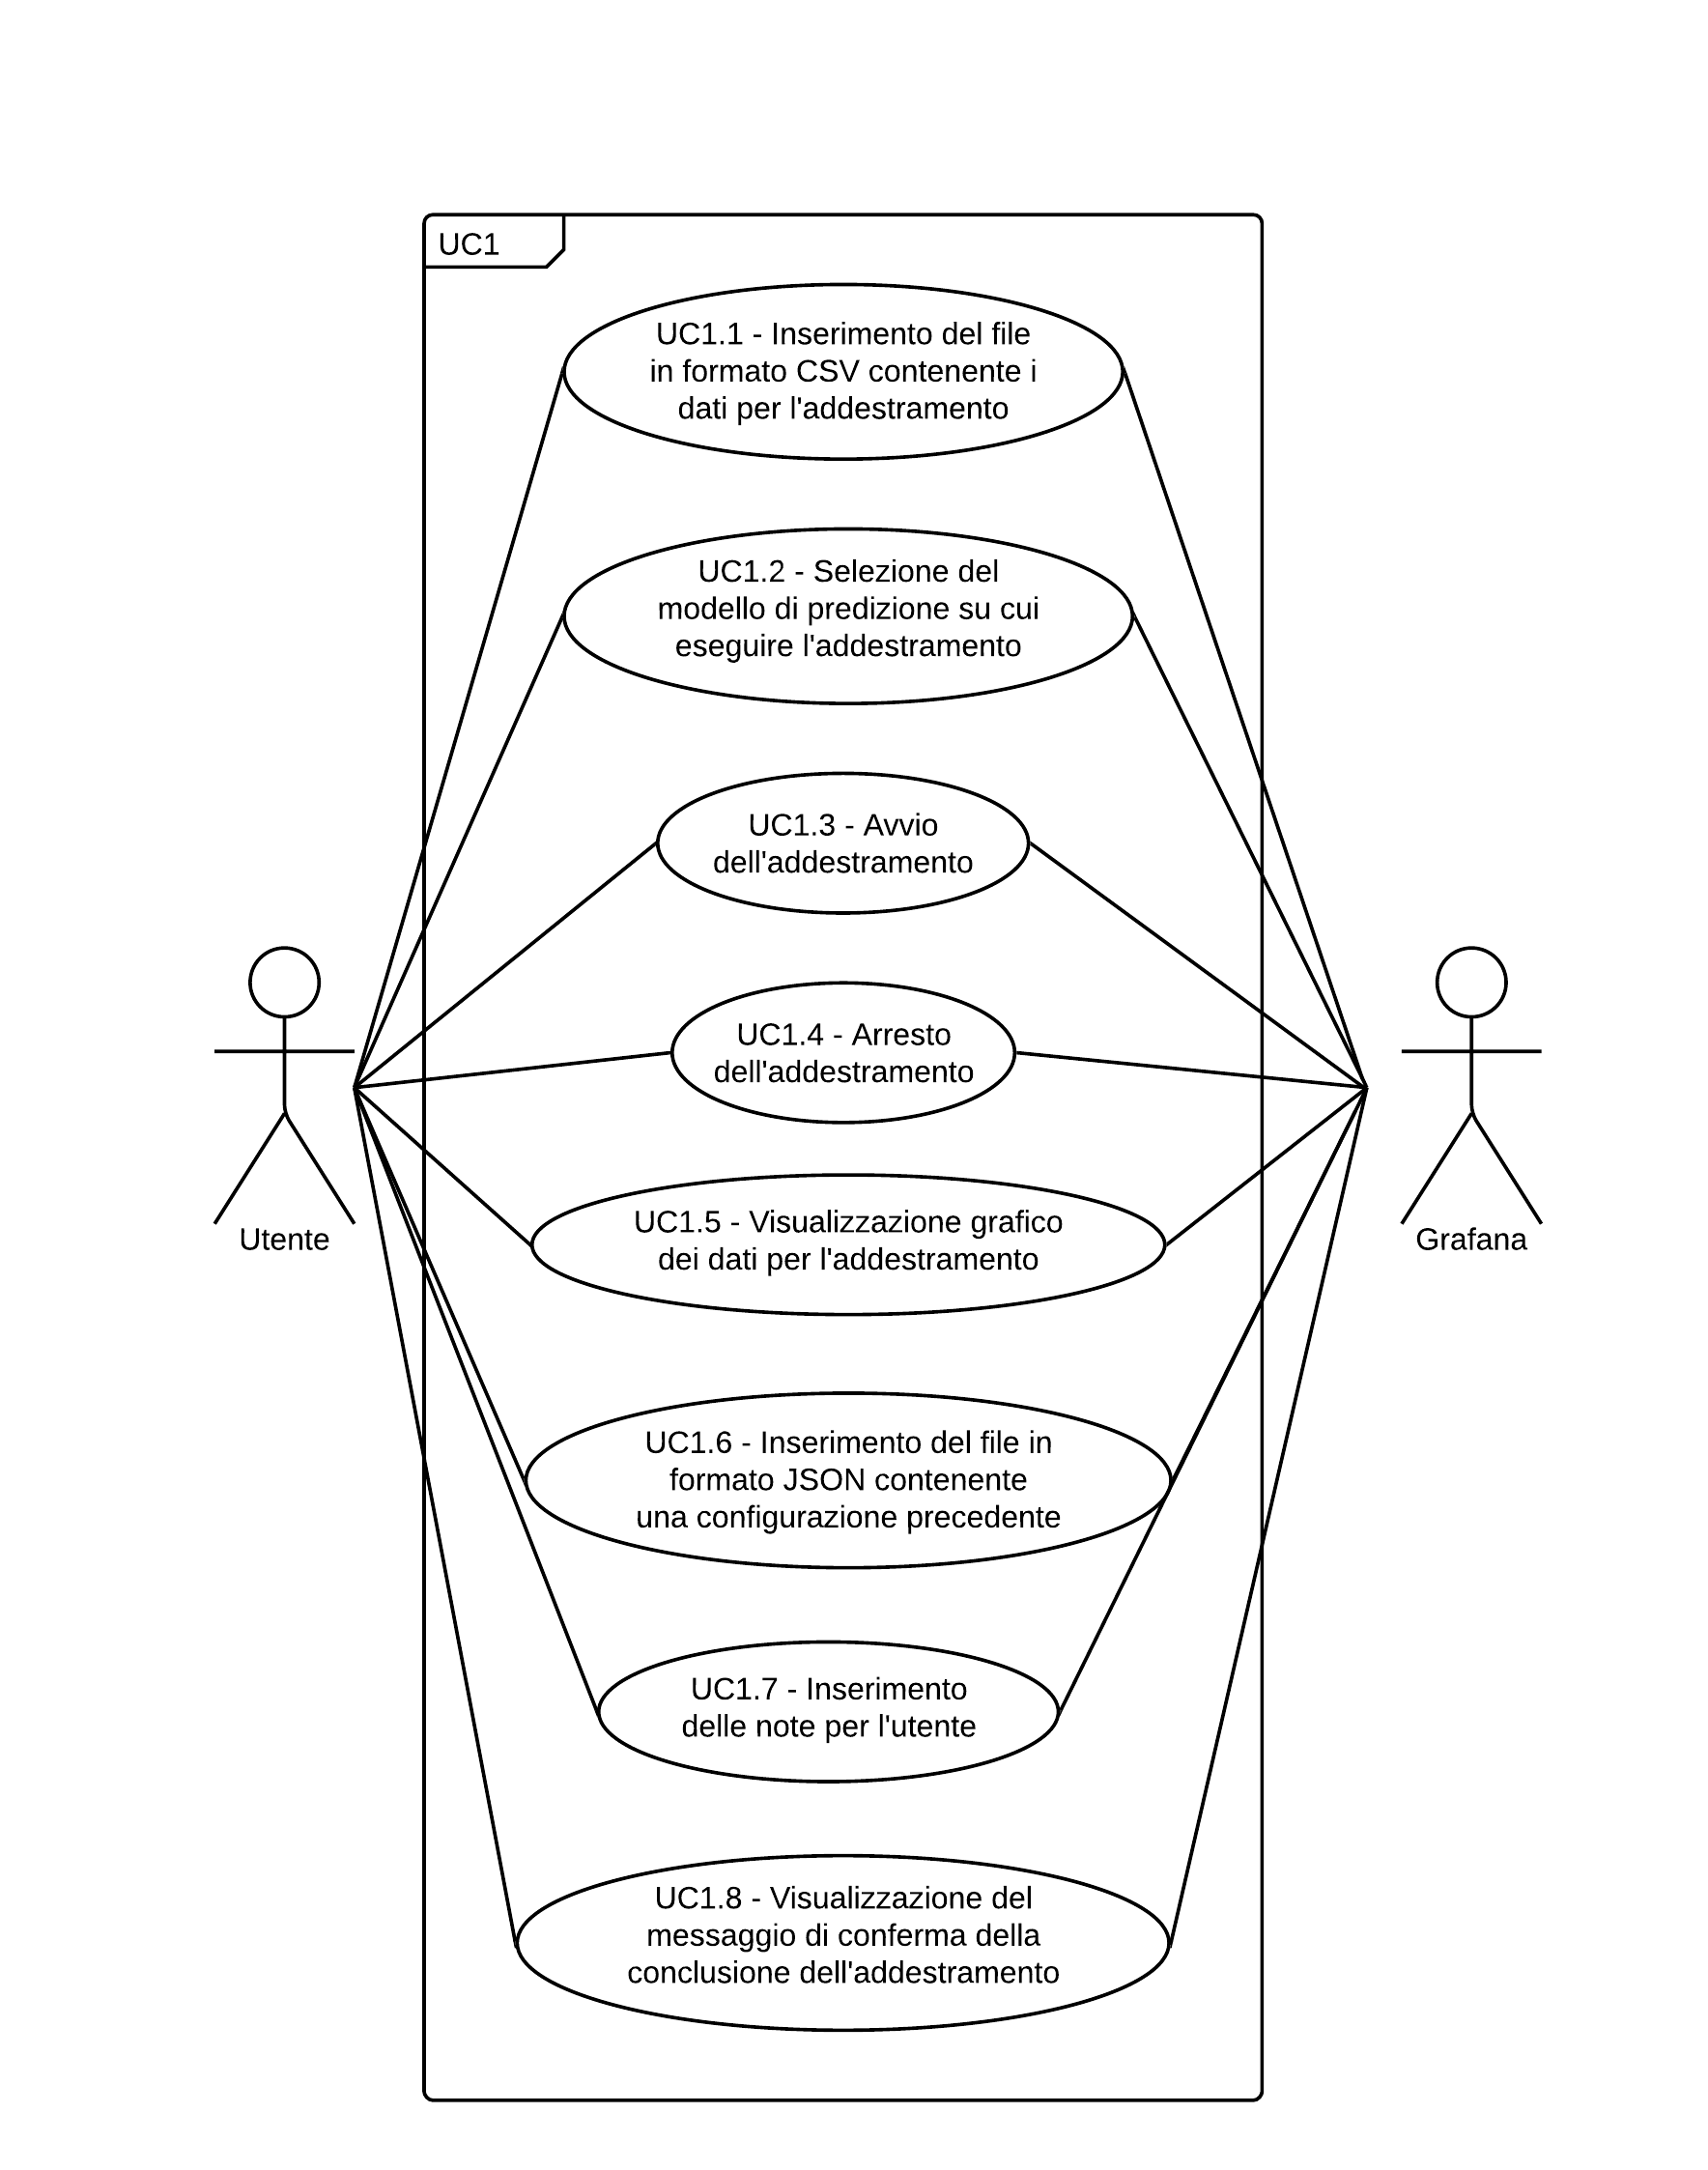 UC1
UC1.1 - Inserimento del file
in formato CSV contenente i
dati per l'addestramento
UC1.2 - Selezione del
modello di predizione su cui
eseguire l'addestramento
UC1.3 - Avvio
dell'addestramento
UC1.4 - Arresto
dell'addestramento
Utente
Grafana
UC1.5 - Visualizzazione grafico
dei dati per l'addestramento
UC1.6 - Inserimento del file in
formato JSON contenente
una configurazione precedente
UC1.7 - Inserimento
delle note per l'utente
UC1.8 - Visualizzazione del
messaggio di conferma della
conclusione dell'addestramento